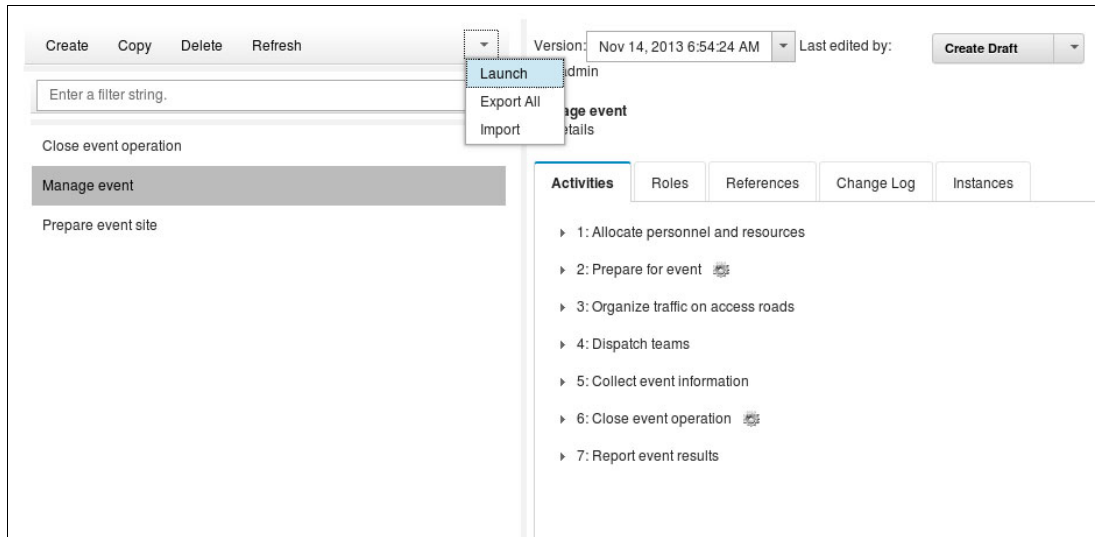 Create Copy Delete Refresh
Launch
Export All
Import
Enter a filter string.
Close event operation
Manage event
Prepare event site
Version: Nov 14, 2013 6:54:24 AM Last edited by: Create Draft
dmin
age event
etails
Activities Roles References Change Log Instances
1: Allocate personnel and resources
2: Prepare for event
3: Organize traffic on access roads
4: Dispatch teams
5: Collect event information
6: Close event operation
7: Report event results